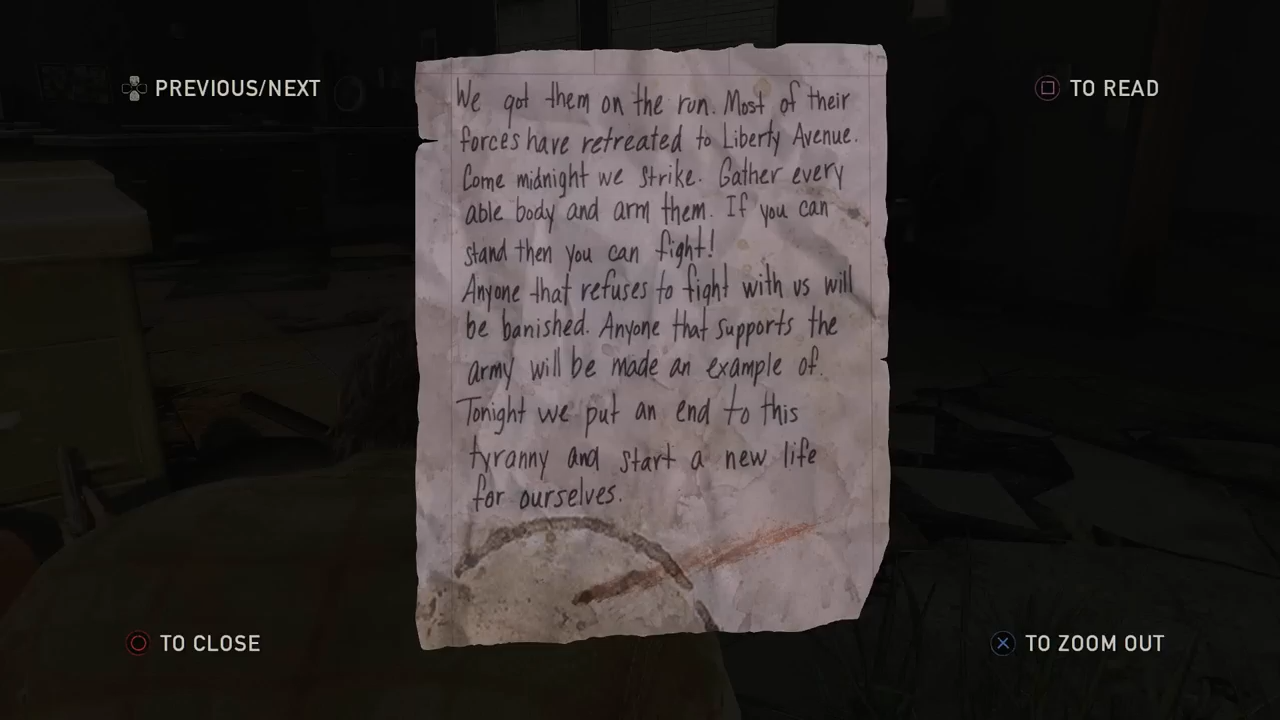 PREVIOUS/NEXT
TO READ
We got them on the run. Most of their
forces have retreated to Liberty Avenue.
Come midnight we strike. Gather every
able body and arm them. If you can
stand then you can fight!
Anyone that refuses to fight with us will
be banished. Anyone that supports the
army will be made an example of.
Tonight we put an end to this
tyranny and start a new life
for ourselves.
TO CLOSE
TO ZOOM OUT